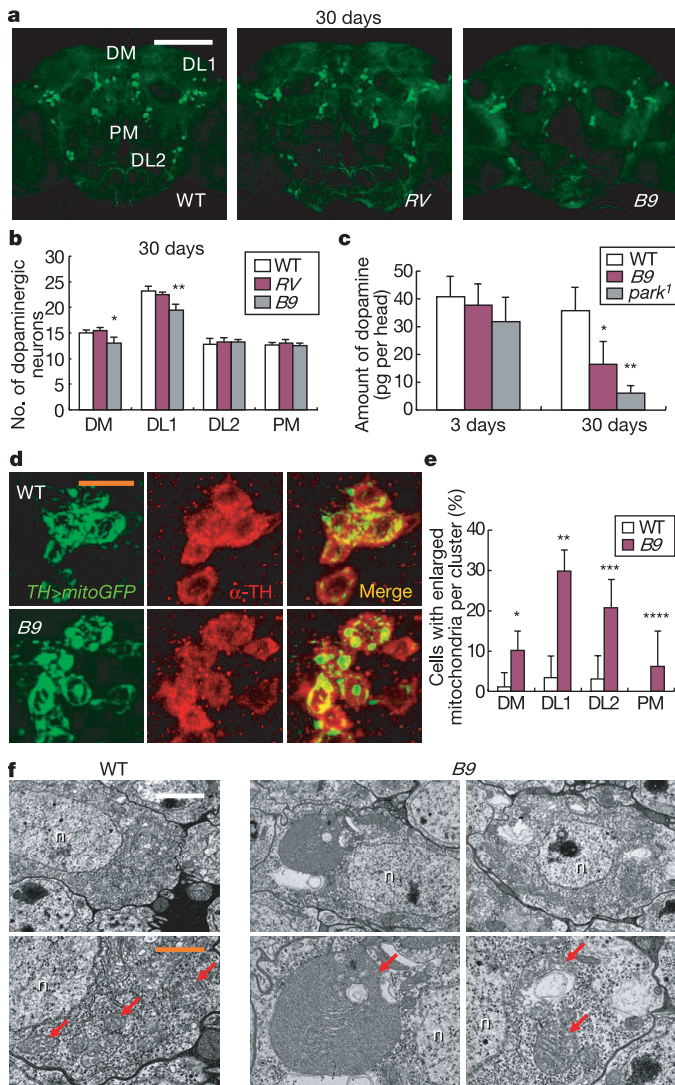 a
30 days
DM
DL1
PM
DL2
WT
RV
B9
b
30 days
No. of dopaminergic
neurons
25
20
15
10
5
0
WT
RV
B9
*
**
DM DL1 DL2 PM
c
Amount of dopamine
(pg per head)
50
40
30
20
10
0
WT
B9
park1
*
**
3 days 30 days
d
WT
TH>mitoGFP
α-TH
Merge
B9
e
Cells with enlarged
mitochondria per cluster (%)
40
30
20
10
0
WT
B9
*
**
***
****
DM DL1 DL2 PM
f
WT
B9
n
n
n
n
n
n